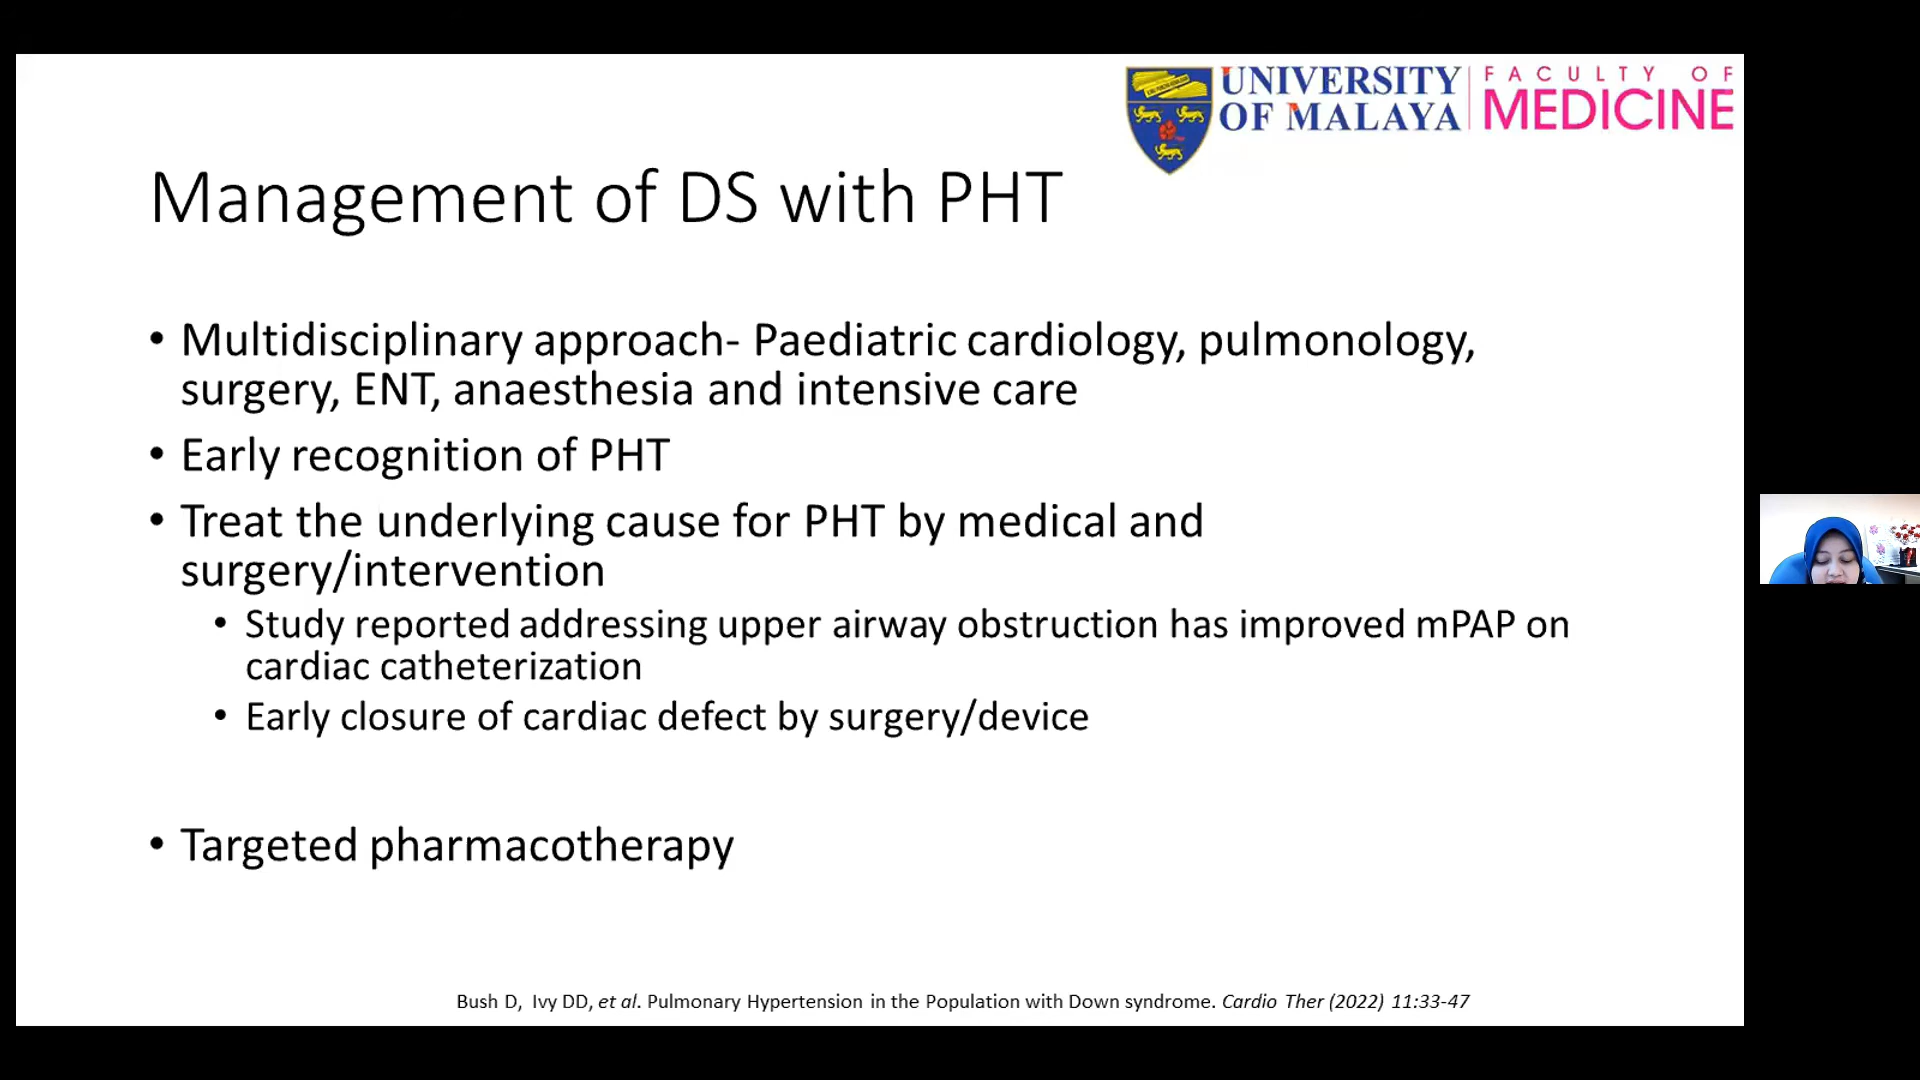 UNIVERSITY
OF MALAYA
FACULTY OF
MEDICINE
Management of DS with PHT
• Multidisciplinary approach- Paediatric cardiology, pulmonology,
surgery, ENT, anaesthesia and intensive care
• Early recognition of PHT
• Treat the underlying cause for PHT by medical and
surgery/intervention
• Study reported addressing upper airway obstruction has improved mPAP on
cardiac catheterization
• Early closure of cardiac defect by surgery/device
• Targeted pharmacotherapy
Bush D, Ivy DD, et al. Pulmonary Hypertension in the Population with Down syndrome. Cardio Ther (2022) 11:33-47